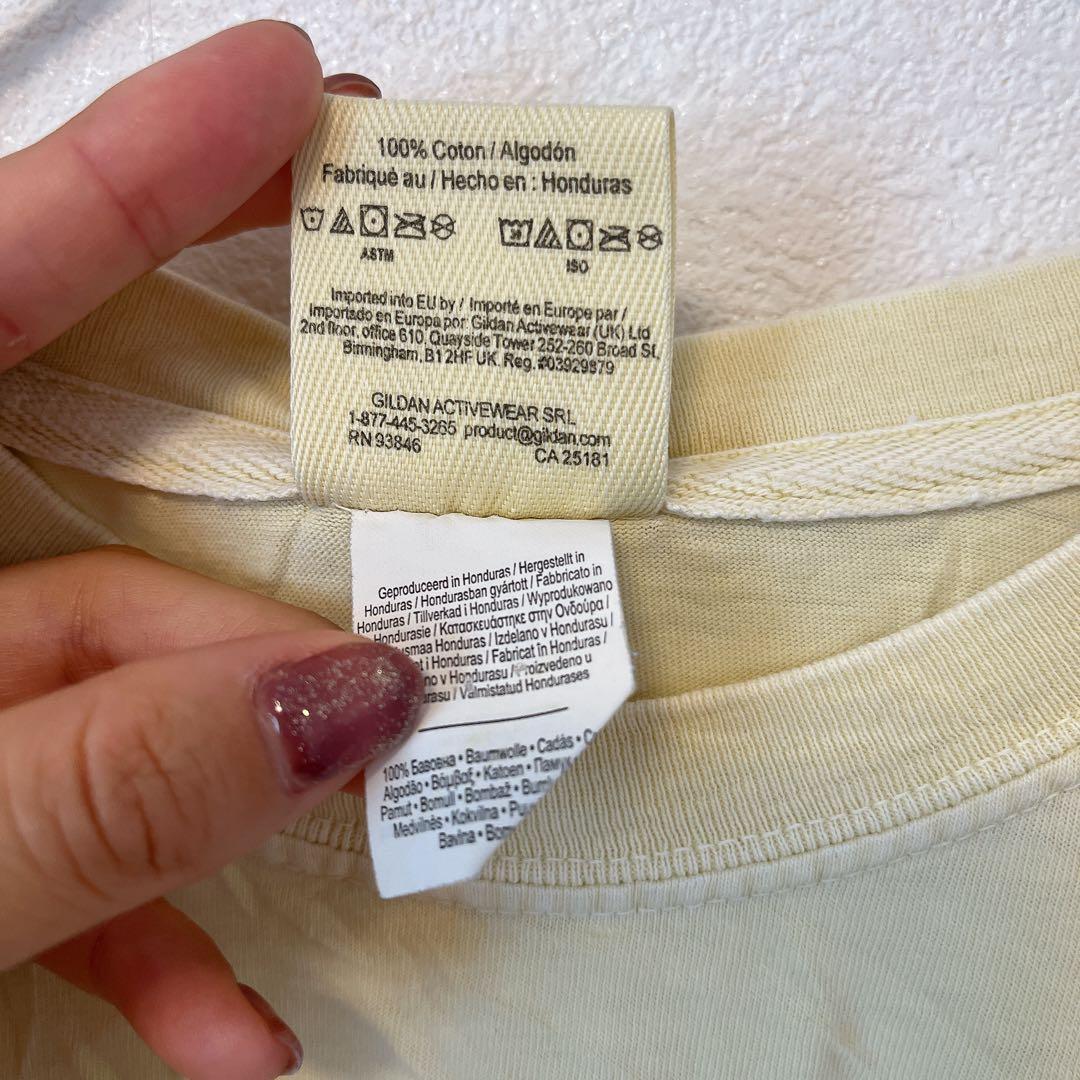 100% Coton / Algodón
Fabriqué au / Hecho en : Honduras
ASTM
ISO
Imported into EU by / Importé en Europe par /
Importado en Europa por: Gildan Activewear (UK) Ltd
2nd floor, office 610, Quayside Tower 252-260 Broad St,
Birmingham, B1 2HF UK. Reg. #03929879
GILDAN ACTIVEWEAR SRL
1-877-445-3265 product@gildan.com
RN 93846 CA 25181
Geproduceerd in Honduras / Hergestellt in
Honduras / Hondurasban gyártott / Fabbricato in
Honduras / Tillverkad i Honduras / Wyprodukowano
Hondurasie / Κατασκευάστηκε στην Ονδούρα /
Honduras / Izdelano v Hondurasu /
i Honduras / Fabricat în Honduras /
v Hondurasu / Proizvedeno u
/ Valmistatud Hondurases
100% Бавовна • Baumwolle • Cadás •
Algodão • Βάμβαξ • Katoen •
Pamut • Bomull • Bombaž •
Medvilnės • Kokvilna •
Bavlna •